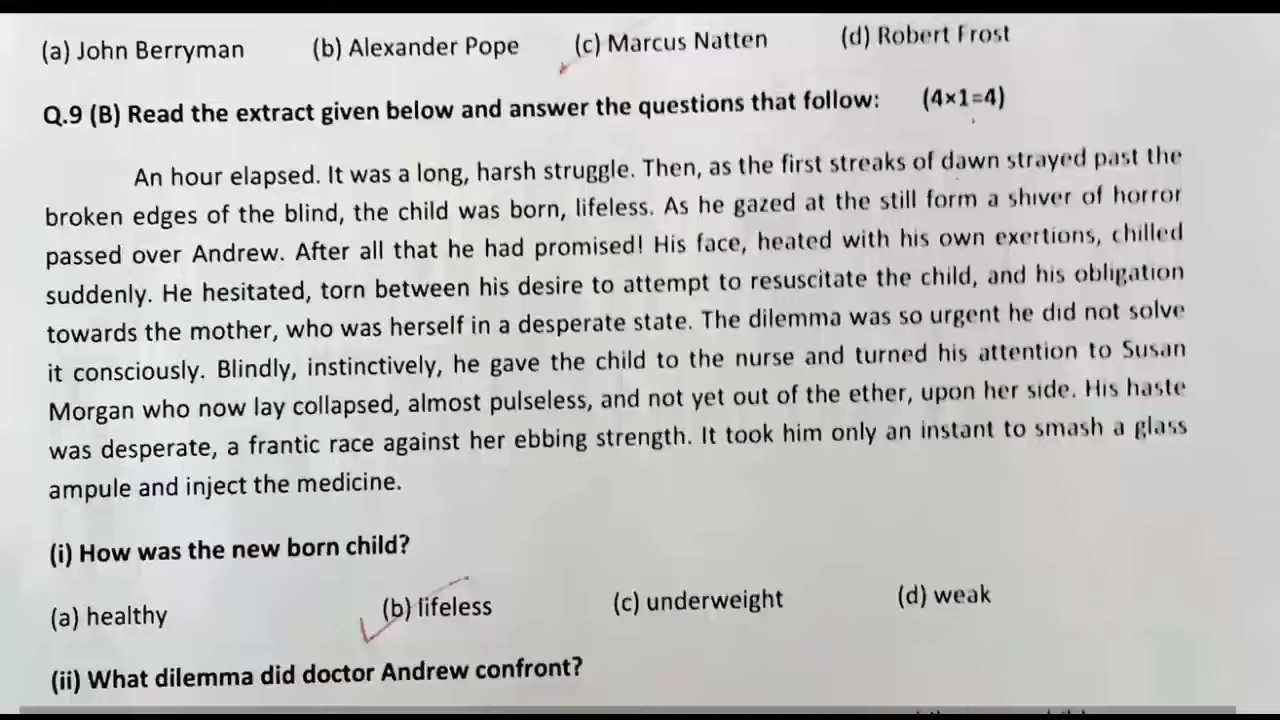 (a) John Berryman (b) Alexander Pope (c) Marcus Natten (d) Robert Frost
Q.9 (B) Read the extract given below and answer the questions that follow: (4×1=4)
An hour elapsed. It was a long, harsh struggle. Then, as the first streaks of dawn strayed past the
broken edges of the blind, the child was born, lifeless. As he gazed at the still form a shiver of horror
passed over Andrew. After all that he had promised! His face, heated with his own exertions, chilled
suddenly. He hesitated, torn between his desire to attempt to resuscitate the child, and his obligation
towards the mother, who was herself in a desperate state. The dilemma was so urgent he did not solve
it consciously. Blindly, instinctively, he gave the child to the nurse and turned his attention to Susan
Morgan who now lay collapsed, almost pulseless, and not yet out of the ether, upon her side. His haste
was desperate, a frantic race against her ebbing strength. It took him only an instant to smash a glass
ampule and inject the medicine.
(i) How was the new born child?
(a) healthy (b) lifeless (c) underweight (d) weak
(ii) What dilemma did doctor Andrew confront?